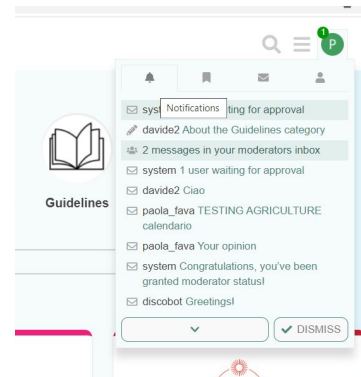 1
P
Notifications
syst ting for approval
davide2 About the Guidelines category
2 messages in your moderators inbox
system 1 user waiting for approval
davide2 Ciao
paola_fava TESTING AGRICULTURE
calendario
paola_fava Your opinion
system Congratulations, you've been
granted moderator status!
discobot Greetings!
DISMISS
Guidelines